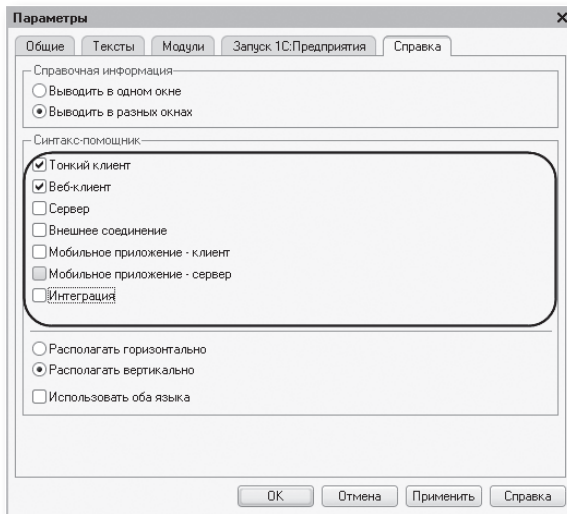 Параметры
Общие Тексты Модули Запуск 1С:Предприятия Справка
Справочная информация
Выводить в одном окне
Выводить в разных окнах
Синтакс-помощник
Тонкий клиент
Веб-клиент
Сервер
Внешнее соединение
Мобильное приложение - клиент
Мобильное приложение - сервер
Интеграция
Располагать горизонтально
Располагать вертикально
Использовать оба языка
OK Отмена Применить Справка